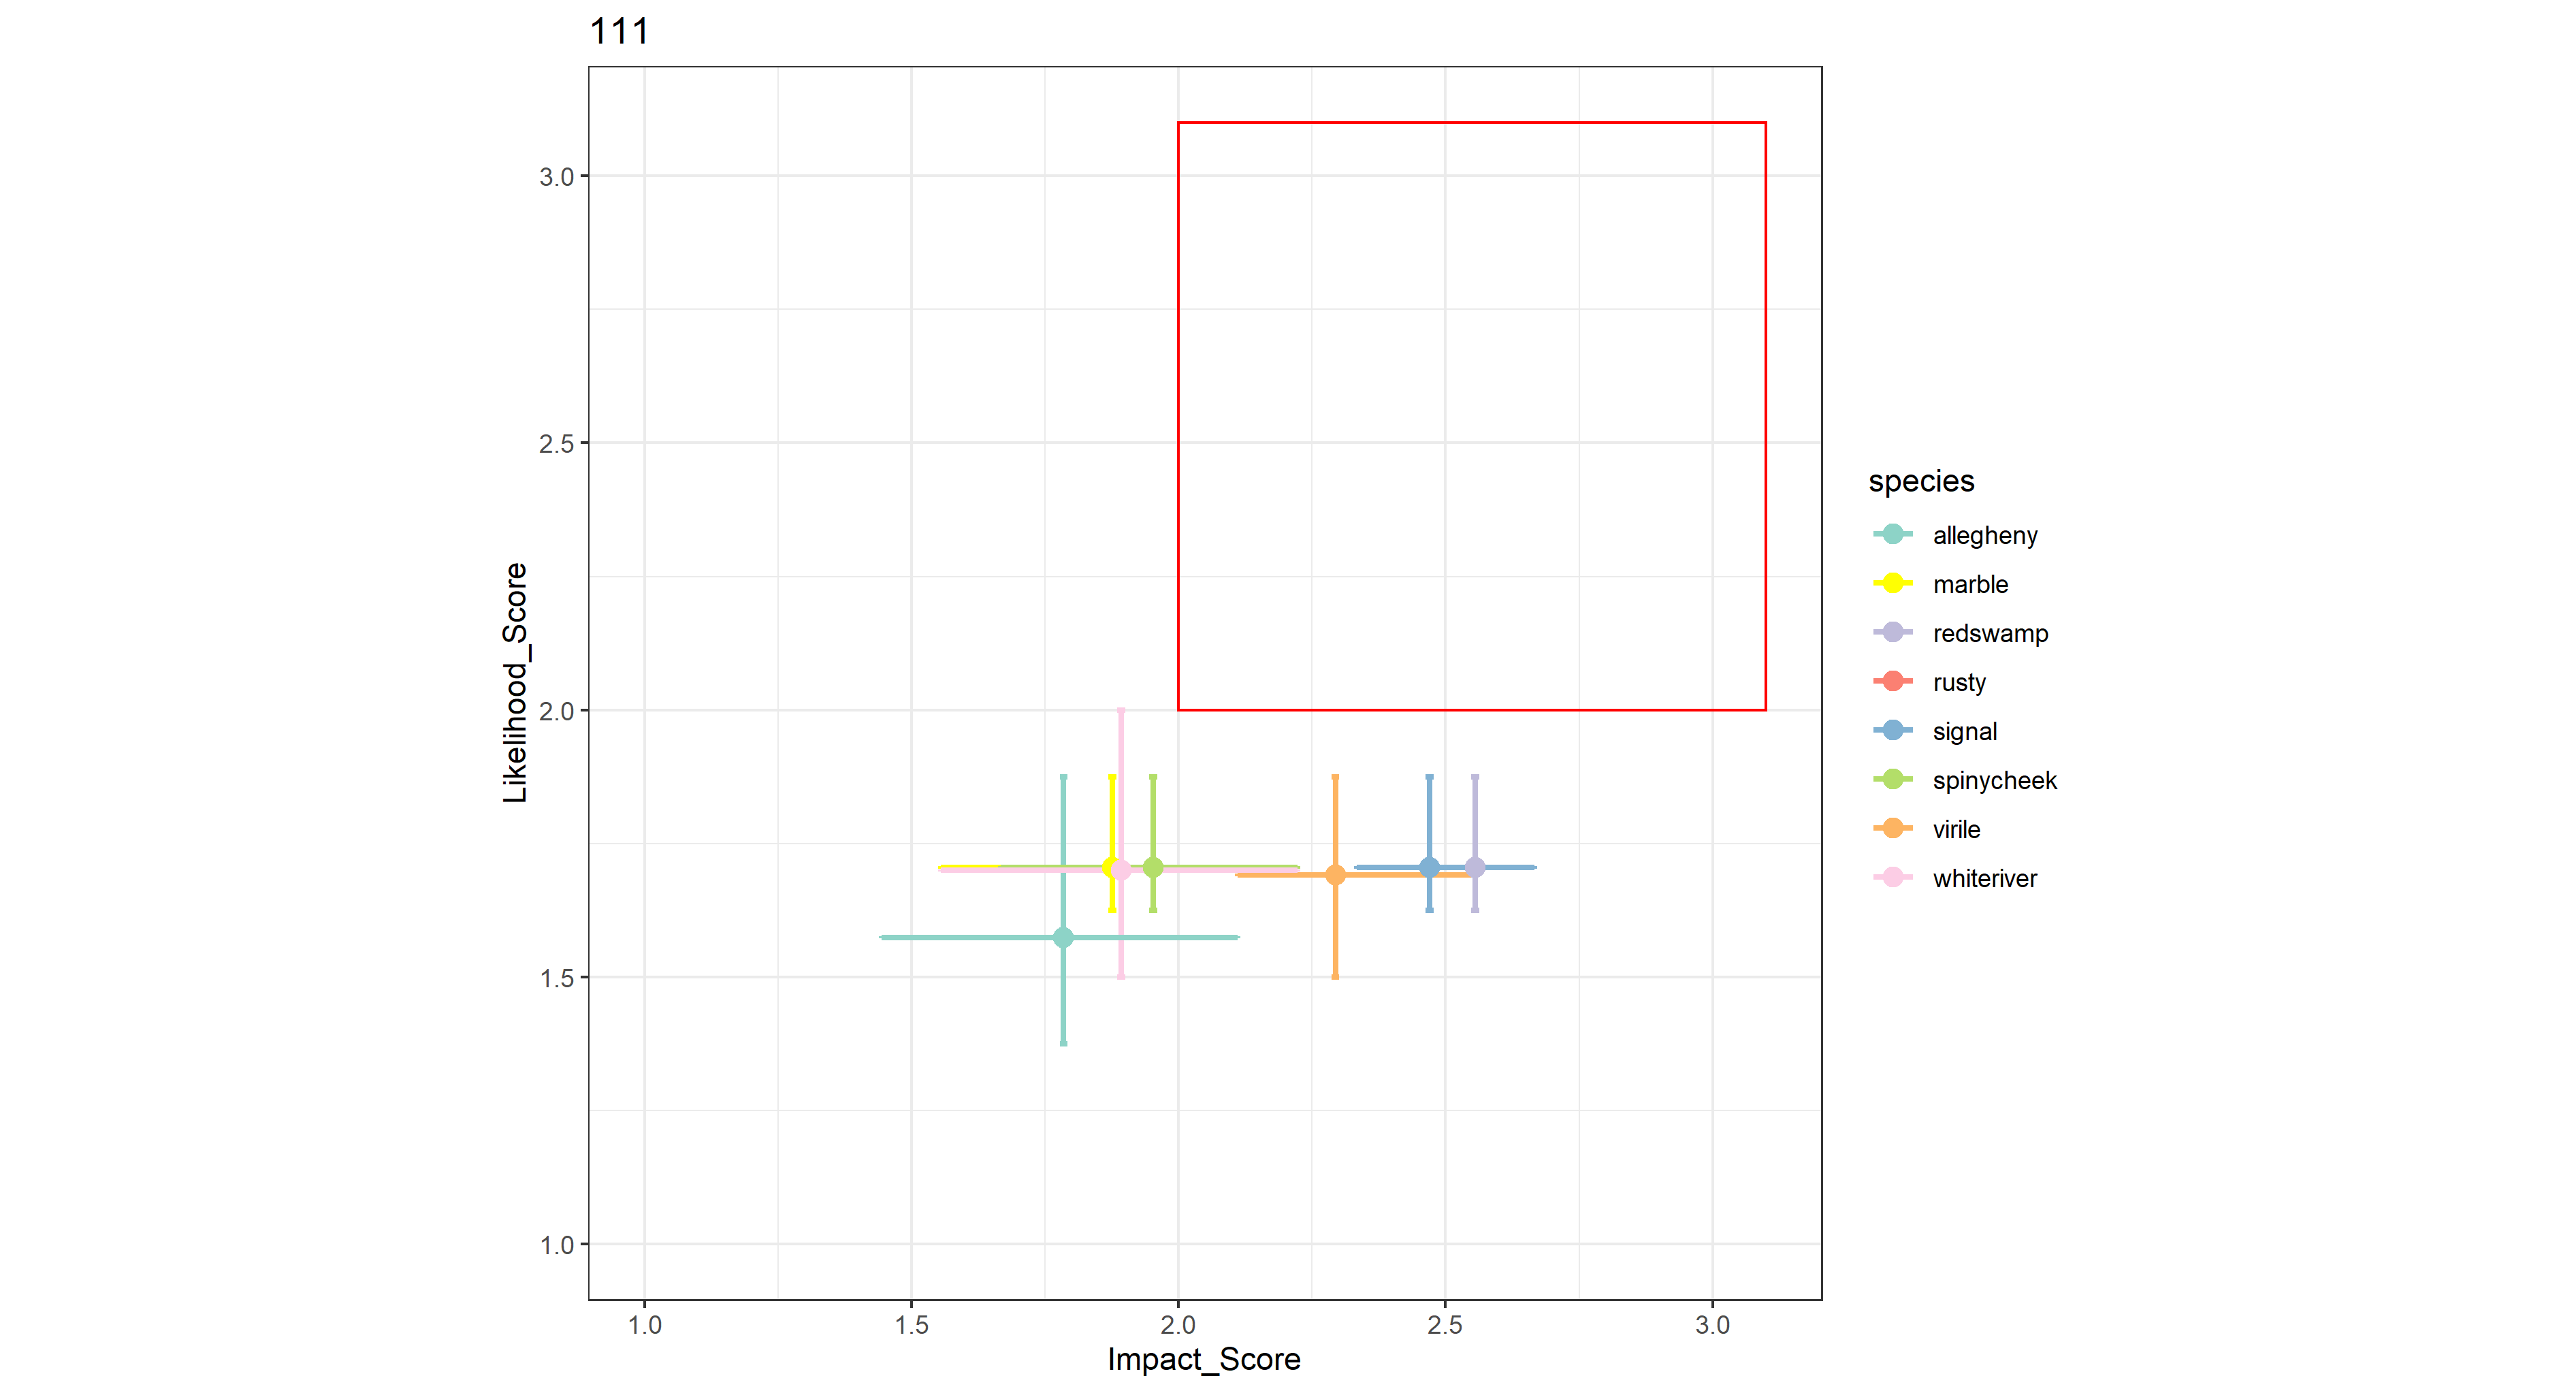 111
Likelihood_Score
3.0
2.5
2.0
1.5
1.0
1.0 1.5 2.0 2.5 3.0
Impact_Score
species
allegheny
marble
redswamp
rusty
signal
spinycheek
virile
whiteriver